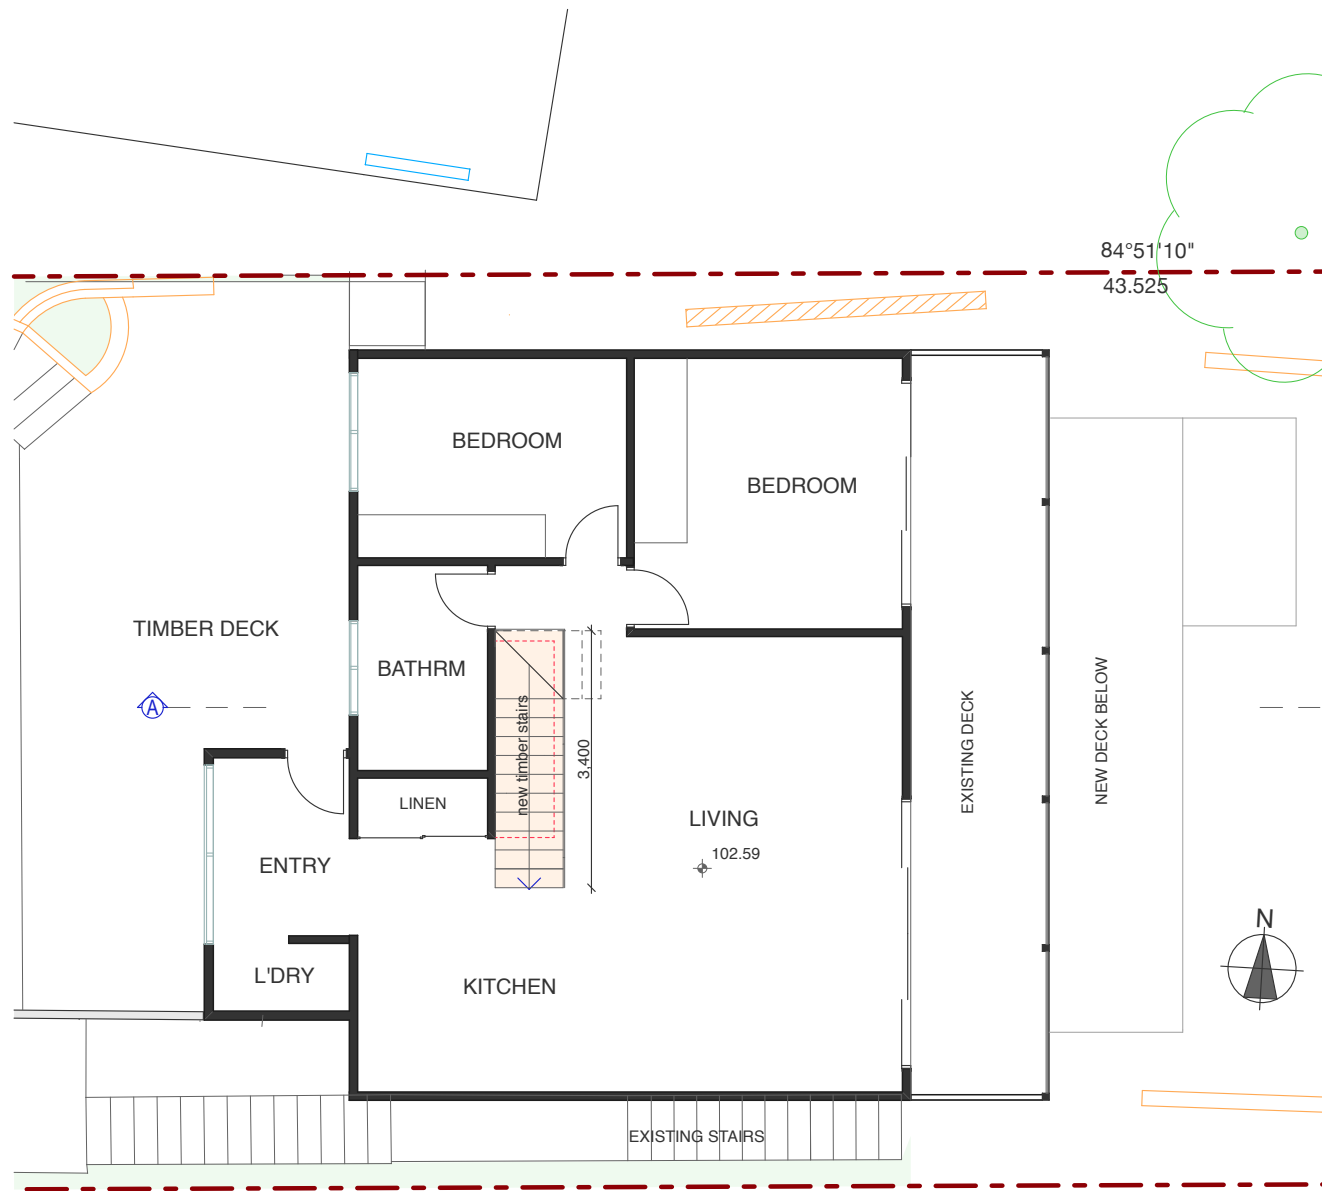 84°51'10"
43.525
BEDROOM
BEDROOM
TIMBER DECK
BATHRM
A
new timber stairs
3,400
EXISTING DECK
NEW DECK BELOW
LINEN
LIVING
102.59
ENTRY
N
L'DRY
KITCHEN
EXISTING STAIRS